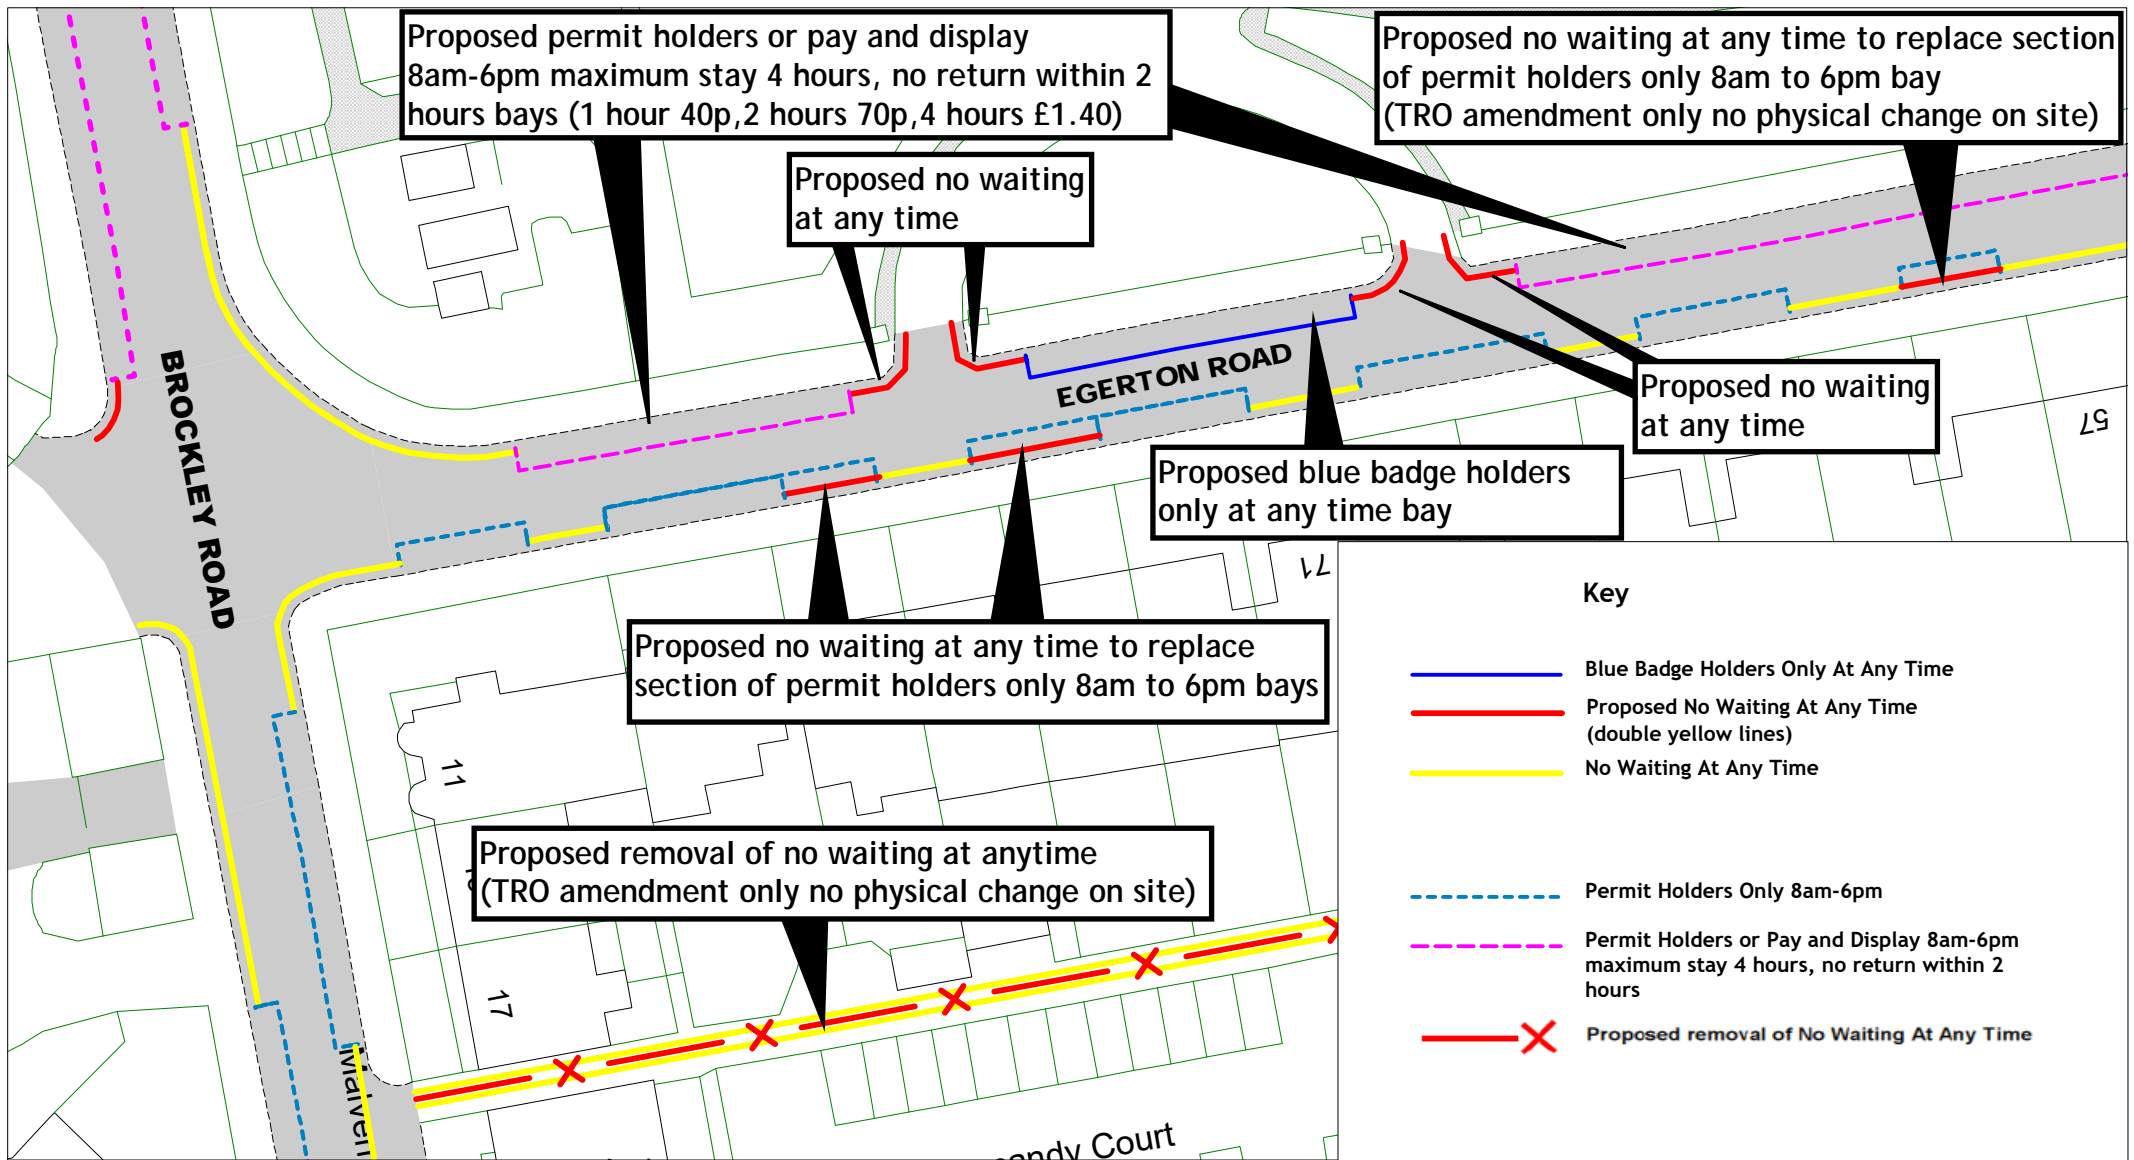 Proposed permit holders or pay and display
8am-6pm maximum stay 4 hours, no return within 2
hours bays (1 hour 40p,2 hours 70p,4 hours £1.40)
Proposed no waiting at any time to replace section
of permit holders only 8am to 6pm bay
(TRO amendment only no physical change on site)
Proposed no waiting
at any time
BROCKLEY ROAD
EGERTON ROAD
Proposed no waiting
at any time
57
Proposed blue badge holders
only at any time bay
71
Proposed no waiting at any time to replace
section of permit holders only 8am to 6pm bays
11
Proposed removal of no waiting at anytime
(TRO amendment only no physical change on site)
17
Malver
andy Court
Key
Blue Badge Holders Only At Any Time
Proposed No Waiting At Any Time
(double yellow lines)
No Waiting At Any Time
Permit Holders Only 8am-6pm
Permit Holders or Pay and Display 8am-6pm
maximum stay 4 hours, no return within 2
hours
Proposed removal of No Waiting At Any Time